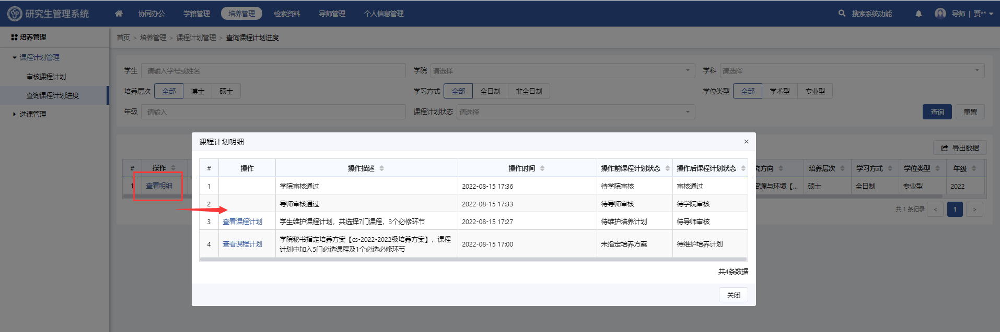 研究生管理系统 协同办公 学籍管理 培养管理 检索资料 导师管理 个人信息管理 搜索系统功能 导师 | 贾**
培养管理
首页 > 培养管理 > 课程计划管理 > 查询课程计划进度
课程计划管理
审核课程计划
查询课程计划进度
选课管理
学生 请输入学号或姓名 学院 请选择 学科 请选择
培养层次 全部 博士 硕士 学习方式 全部 全日制 非全日制 学位类型 全部 学术型 专业型
年级 请输入 课程计划状态 请选择 查询 重置
导出数据
# 操作 方向 培养层次 学习方式 学位类型 年级
1 查看明细 资源与环境【... 硕士 全日制 专业型 2022
共 1 条记录 < 1 >
课程计划明细 ×
# 操作 操作描述 操作时间 操作前课程计划状态 操作后课程计划状态
1 学院审核通过 2022-08-15 17:36 待学院审核 审核通过
2 导师审核通过 2022-08-15 17:33 待导师审核 待学院审核
3 查看课程计划 学生维护课程计划，共选择7门课程，3个必修环节 2022-08-15 17:27 待维护培养计划 待导师审核
4 查看课程计划 学院秘书指定培养方案【cs-2022-2022级培养方案】，课程
计划中加入5门必选课程及1个必选必修环节 2022-08-15 17:00 未指定培养方案 待维护培养计划
共4条数据
关闭